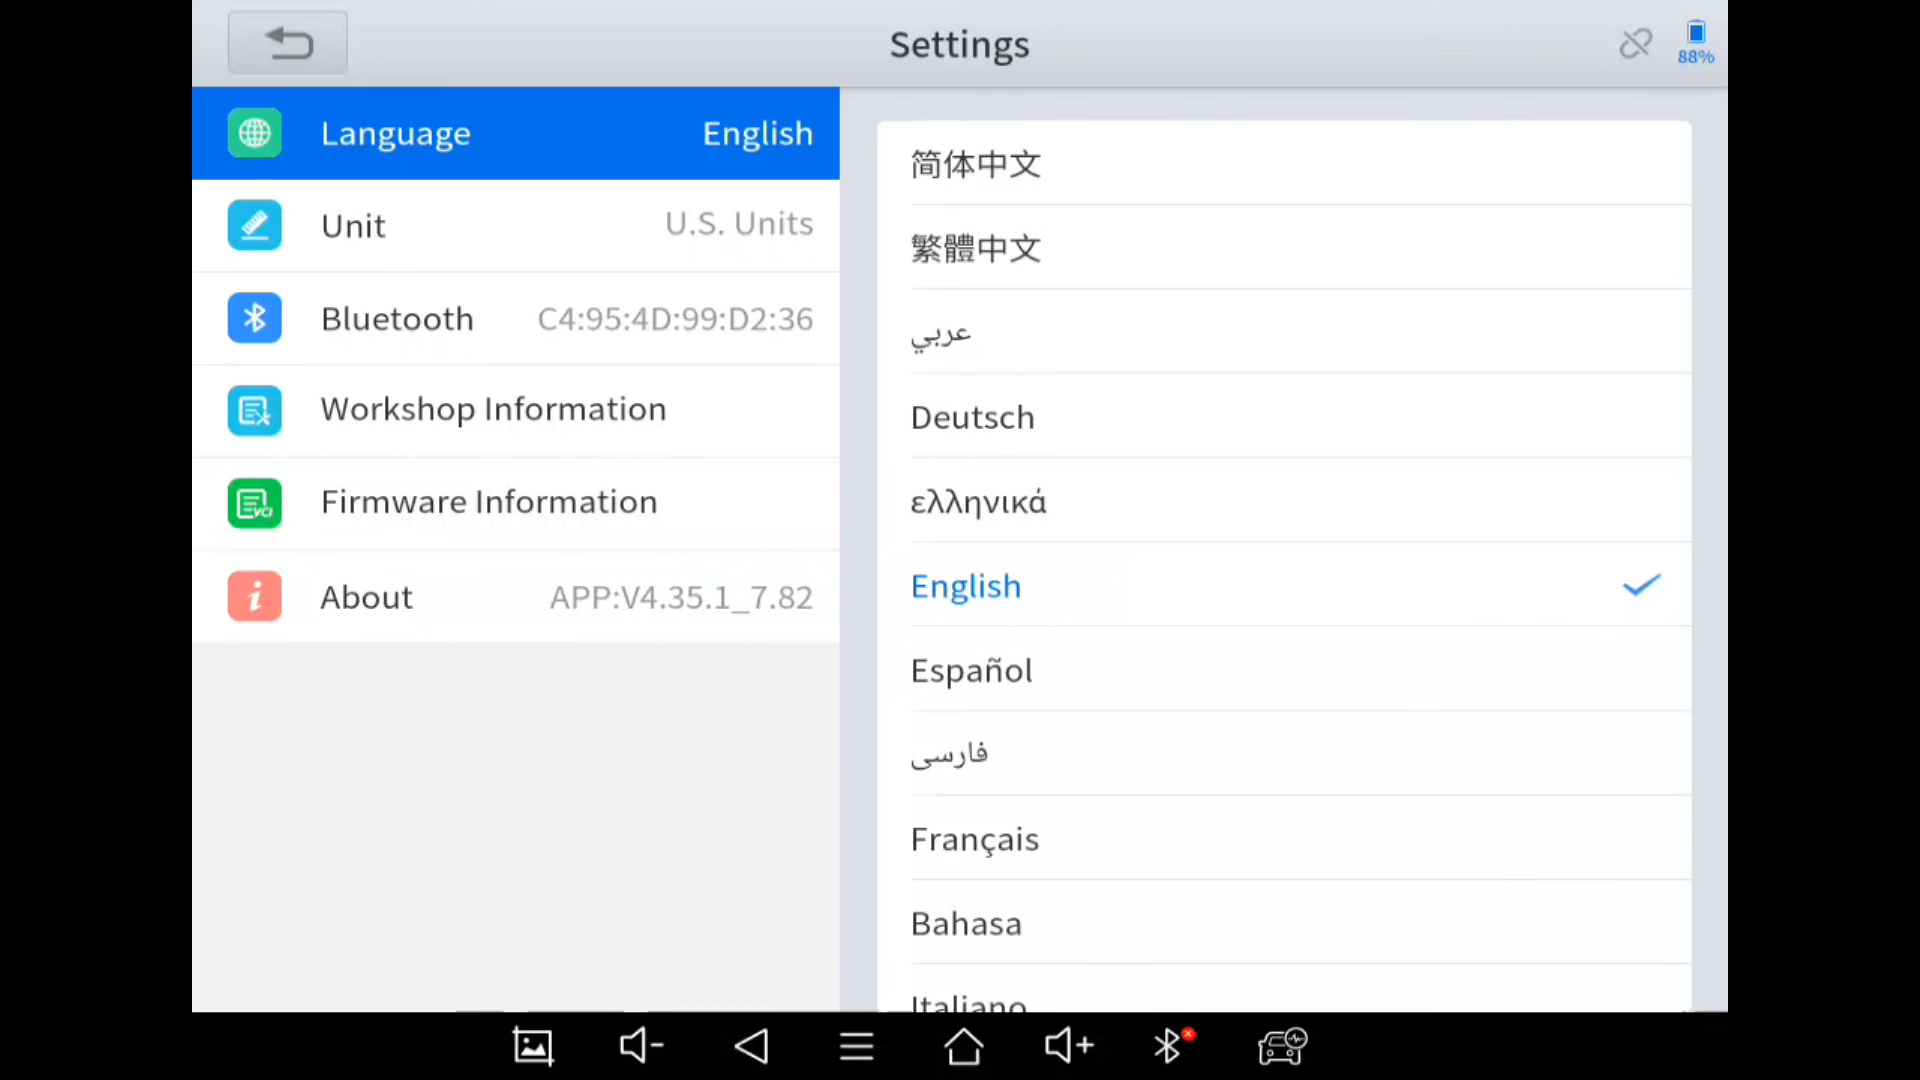 Settings
88%
Language English
Unit U.S. Units
Bluetooth C4:95:4D:99:D2:36
Workshop Information
Firmware Information
VCI
About APP:V4.35.1_7.82
简体中文
繁體中文
عربي
Deutsch
ελληνικά
English
Español
فارسی
Français
Bahasa
Italiano